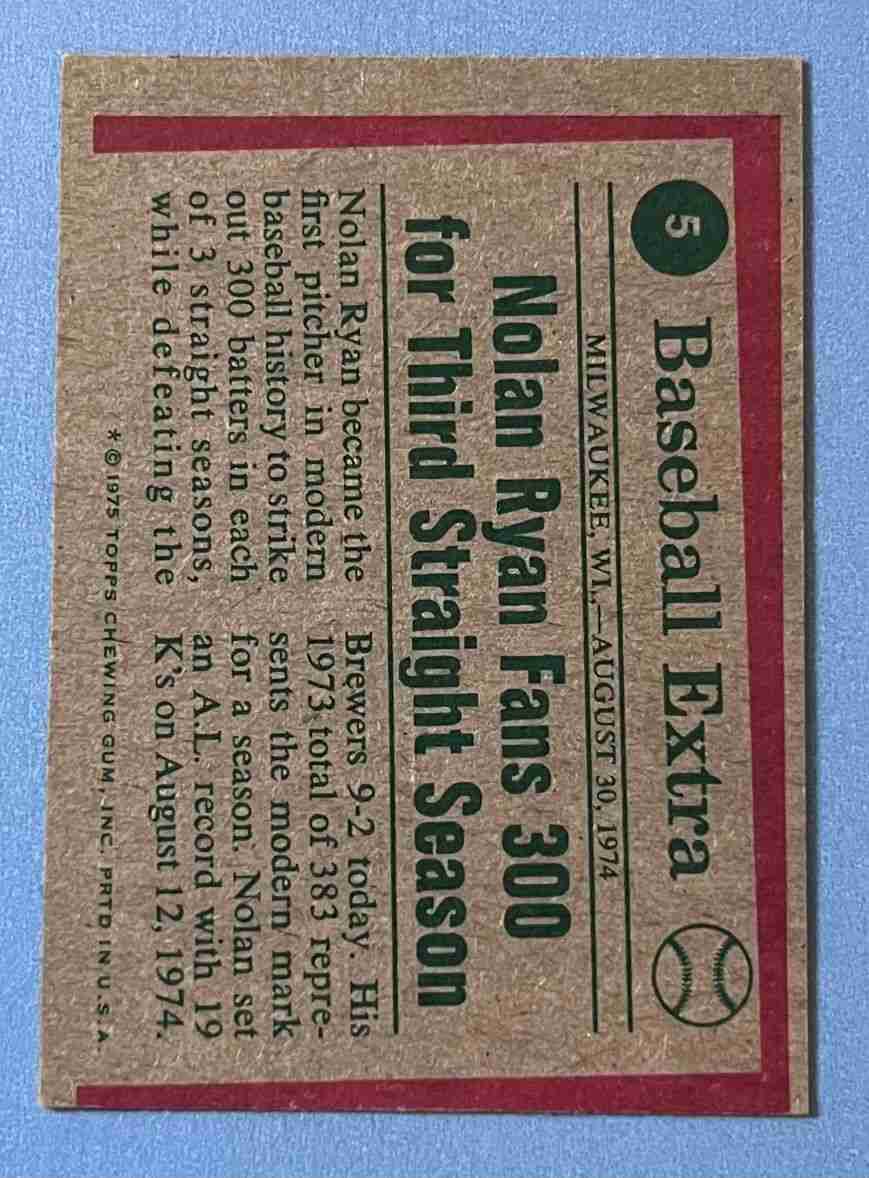 5
Baseball Extra
MILWAUKEE, WI.,—AUGUST 30, 1974
Nolan Ryan Fans 300
for Third Straight Season
Nolan Ryan became the
first pitcher in modern
baseball history to strike
out 300 batters in each
of 3 straight seasons,
while defeating the
Brewers 9-2 today. His
1973 total of 383 repre-
sents the modern mark
for a season. Nolan set
an A.L. record with 19
K's on August 12, 1974.
*© 1975 TOPPS CHEWING GUM, INC. PRTD IN U.S.A.